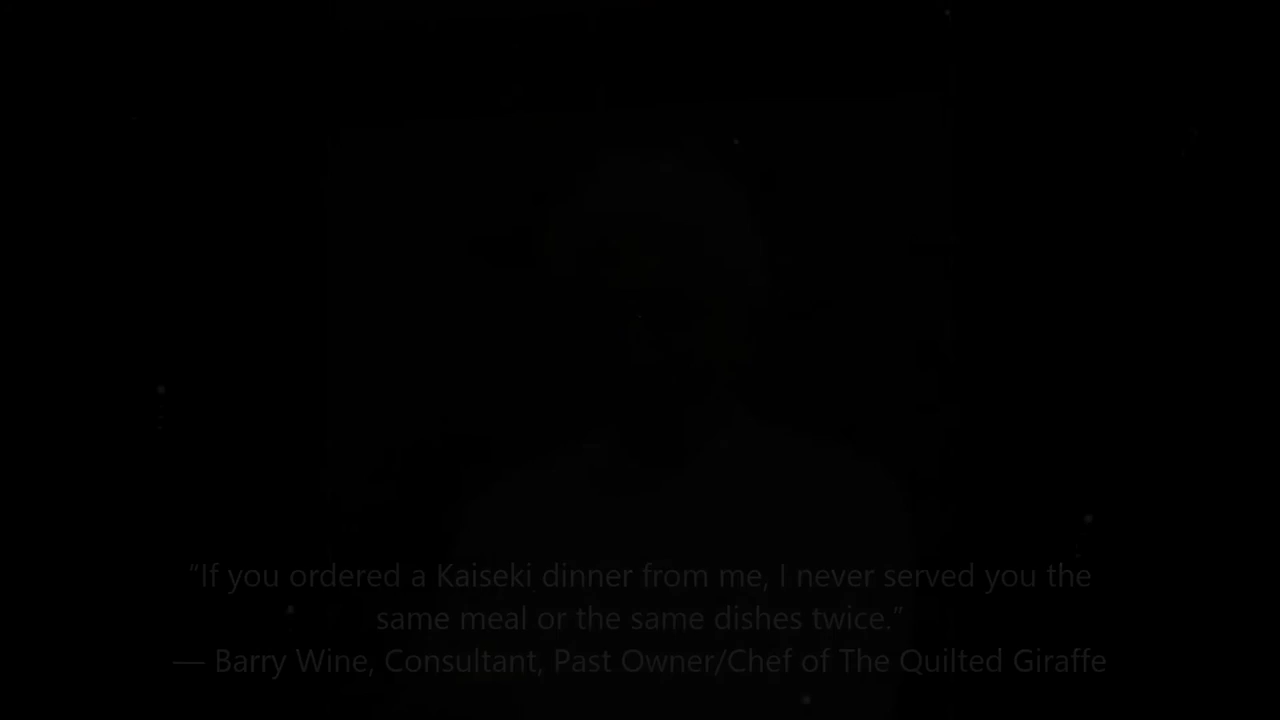 “If you ordered a Kaiseki dinner from me, I never served you the
same meal or the same dishes twice.”
— Barry Wine, Consultant, Past Owner/Chef of The Quilted Giraffe